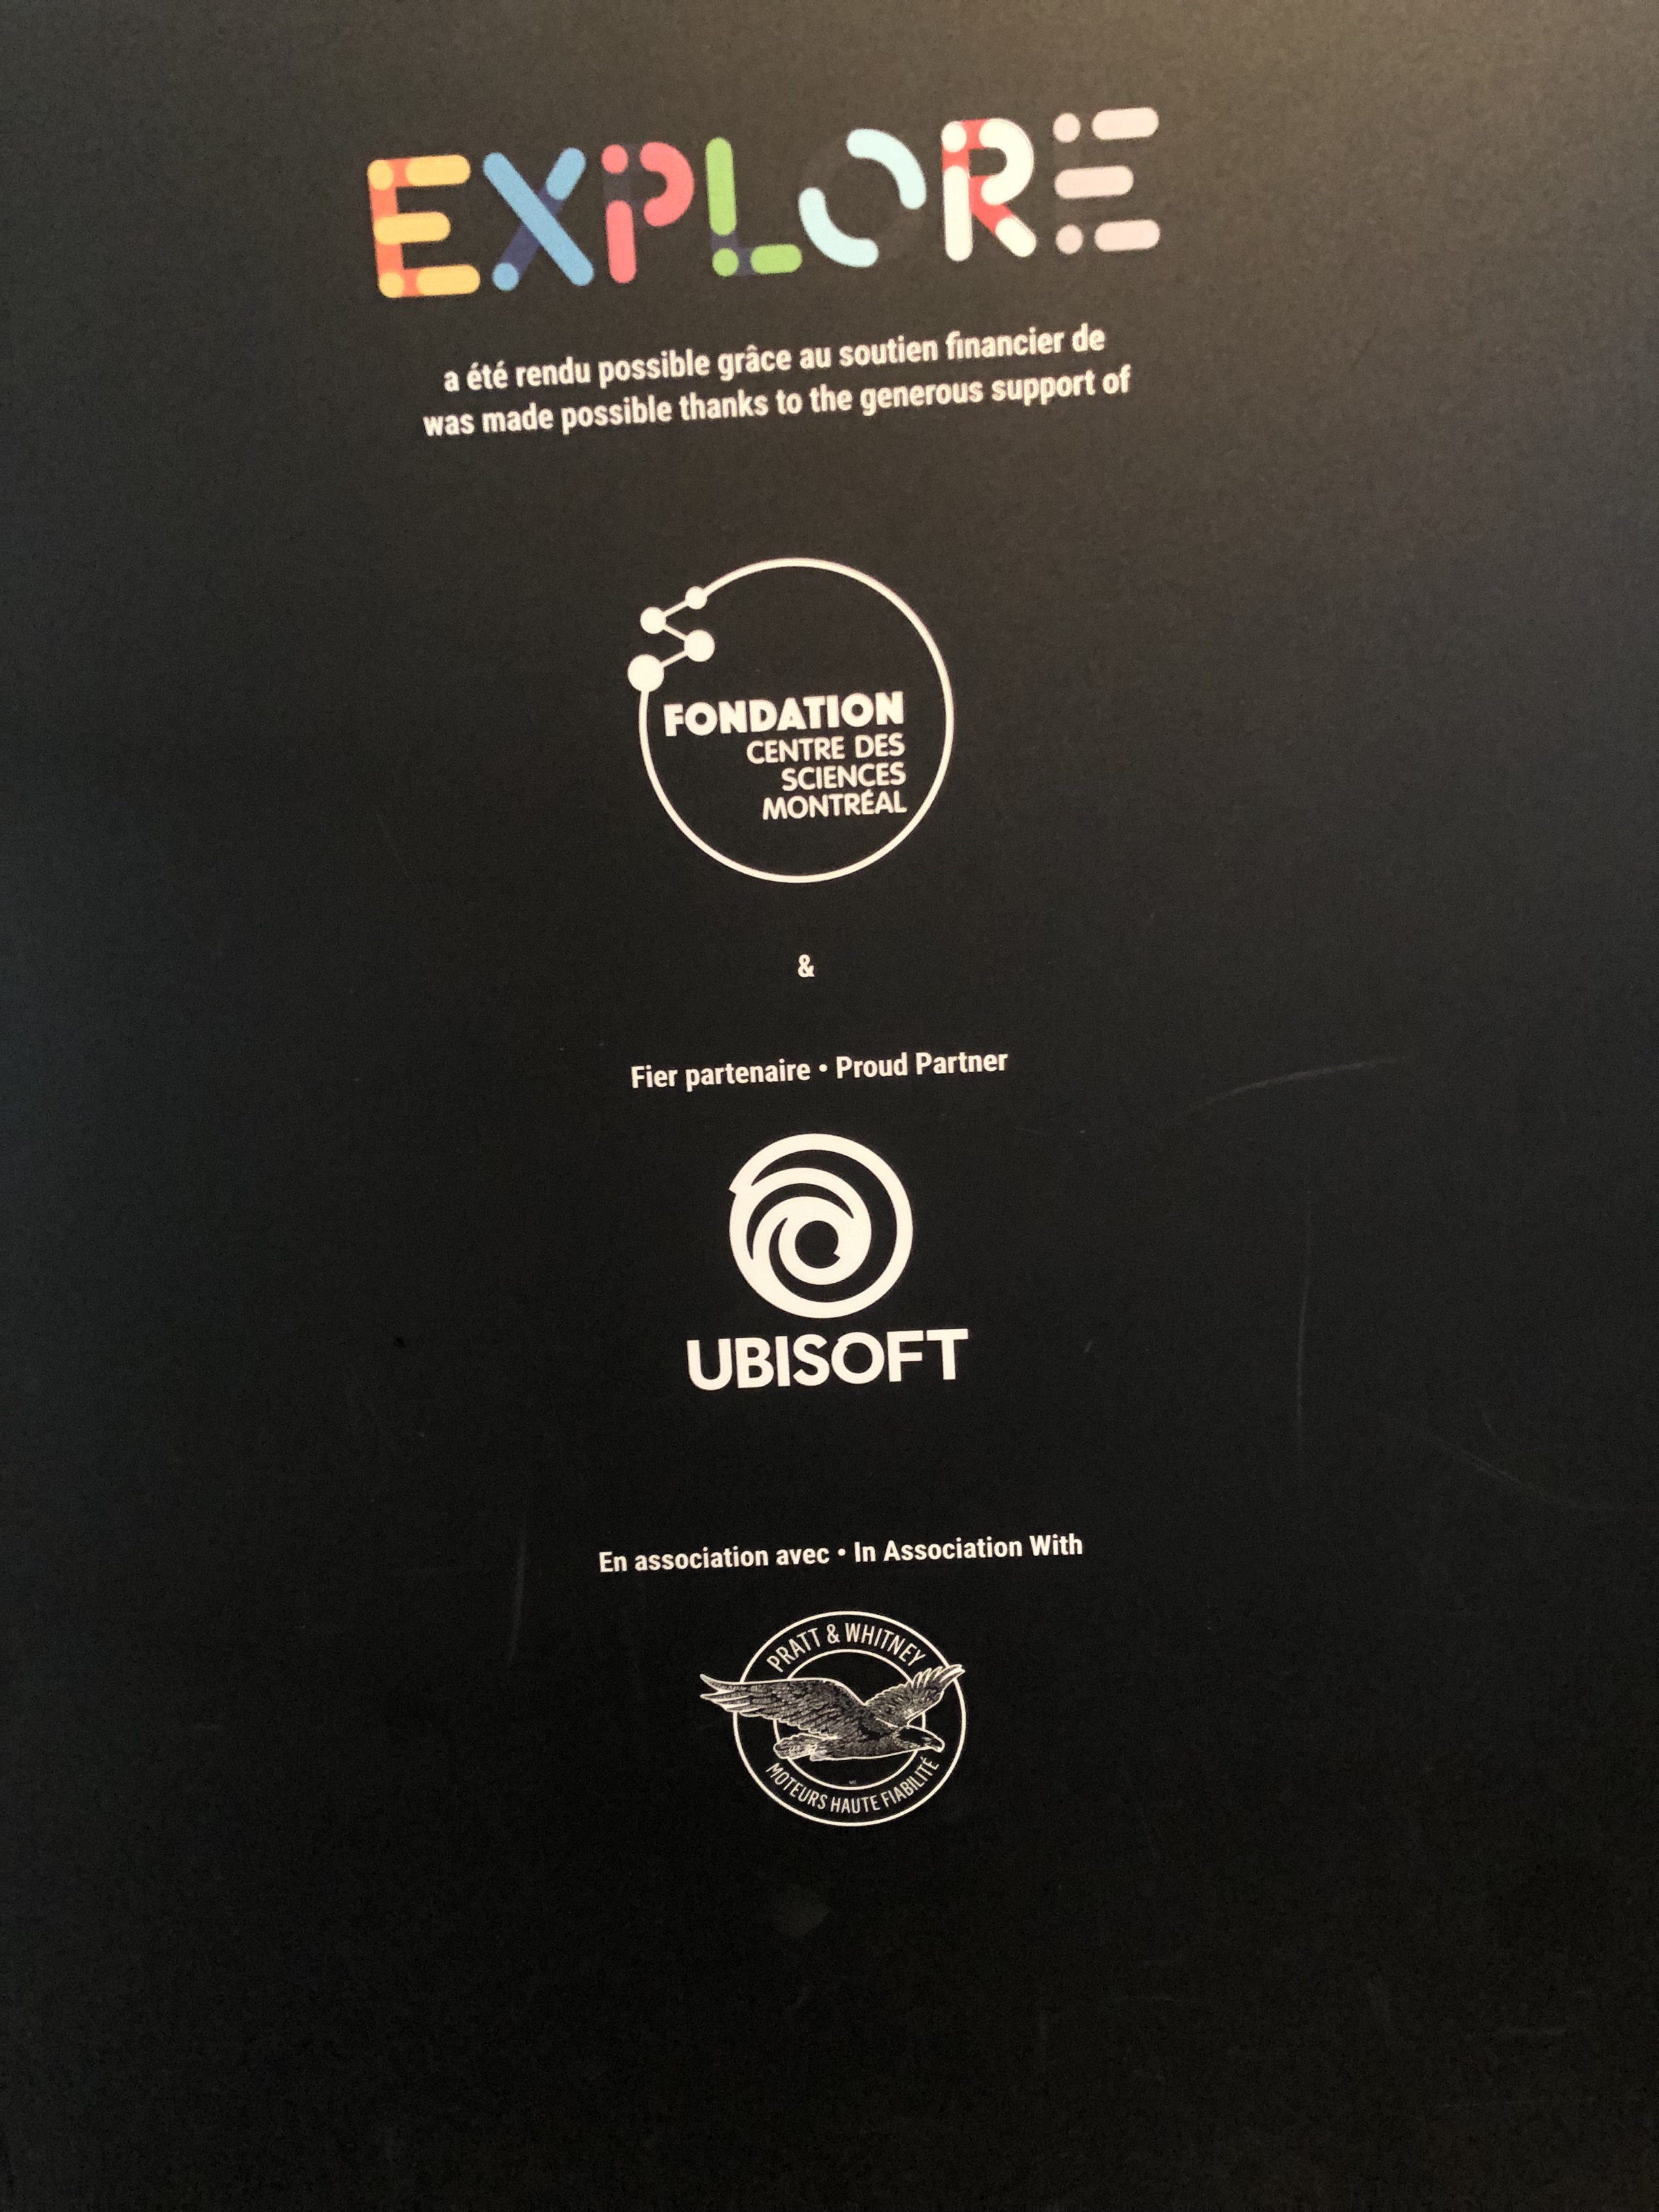 EXPLORE
a été rendu possible grâce au soutien financier de
was made possible thanks to the generous support of
FONDATION
CENTRE DES
SCIENCES
MONTRÉAL
&
Fier partenaire • Proud Partner
UBISOFT
En association avec • In Association With
PRATT & WHITNEY
MOTEURS HAUTE FIABILITÉ